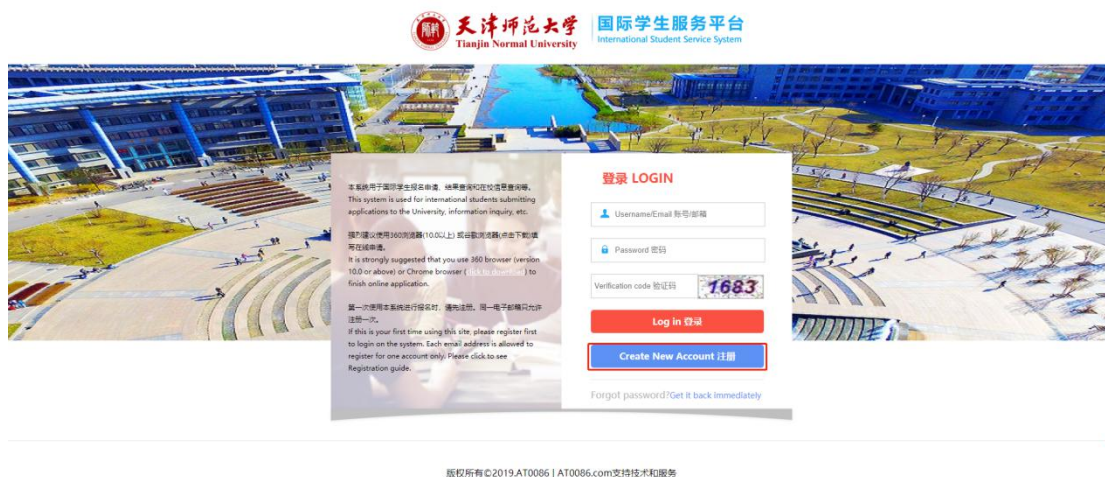 天津师范大学
Tianjin Normal University
国际学生服务平台
International Student Service System
本系统用于国际学生报名申请、结果查询和在校信息查询等。
This system is used for international students submitting
applications to the University, information inquiry, etc.
强烈建议使用360浏览器(10.0以上) 或谷歌浏览器(点击下载)填
写在线申请。
It is strongly suggested that you use 360 browser (version
10.0 or above) or Chrome browser (click to download) to
finish online application.
第一次使用本系统进行报名时，请先注册。同一电子邮箱只允许
注册一次。
If this is your first time using this site, please register first
to login on the system. Each email address is allowed to
register for one account only. Please click to see
Registration guide.
登录 LOGIN
Username/Email 账号/邮箱
Password 密码
Verification code 验证码
1683
Log in 登录
Create New Account 注册
Forgot password?Get it back immediately
版权所有©2019.AT0086 | AT0086.com支持技术和服务